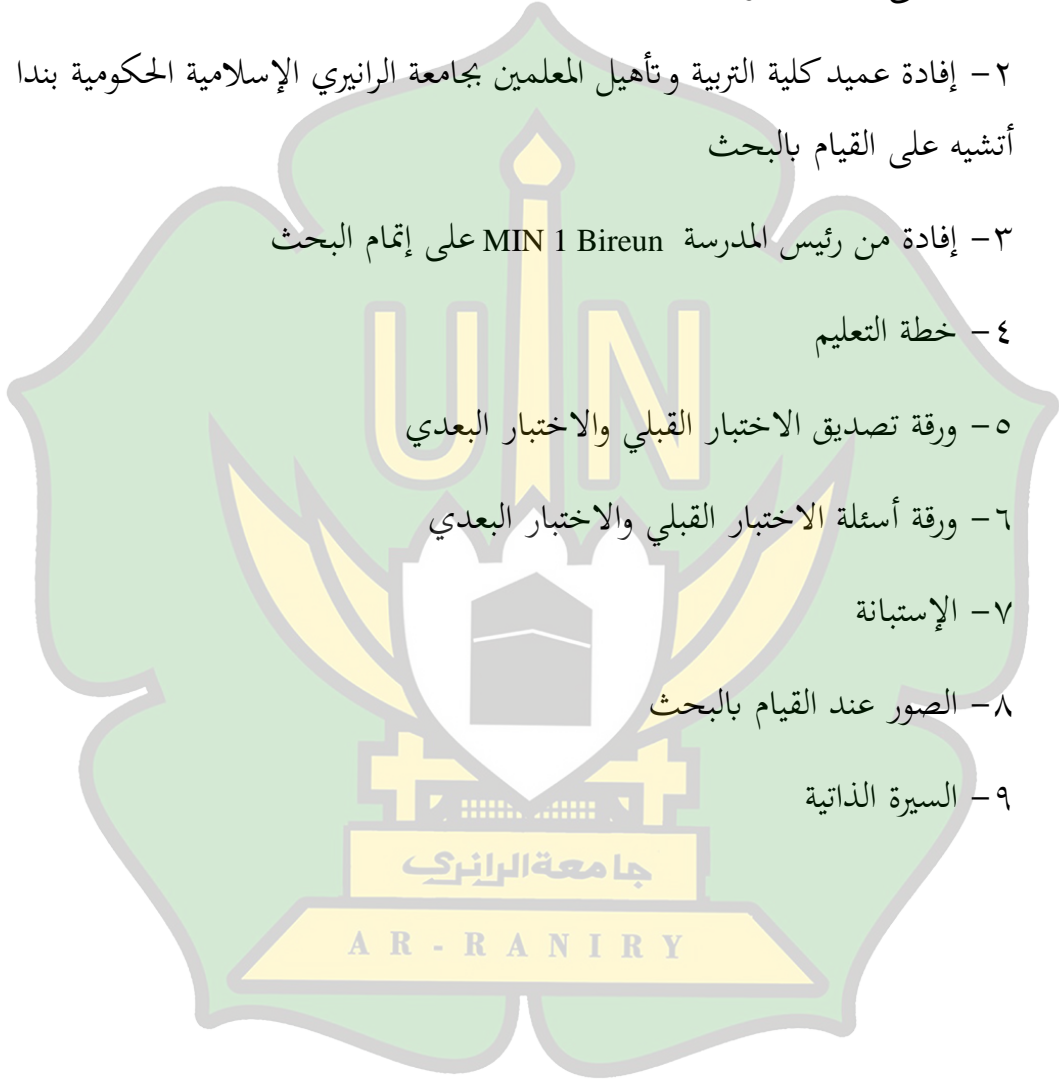 ٢- إفادة عميد كلية التربية وتأهيل المعلمين بجامعة الرانيري الإسلامية الحكومية بندا
أتشيه على القيام بالبحث
٣- إفادة من رئيس المدرسة MIN 1 Bireun على إتمام البحث
٤- خطة التعليم
٥- ورقة تصديق الاختبار القبلي والاختبار البعدي
٦- ورقة أسئلة الاختبار القبلي والاختبار البعدي
٧- الإستبانة
٨- الصور عند القيام بالبحث
٩- السيرة الذاتية
UIN
جامعةالرانري
AR-RANIRY